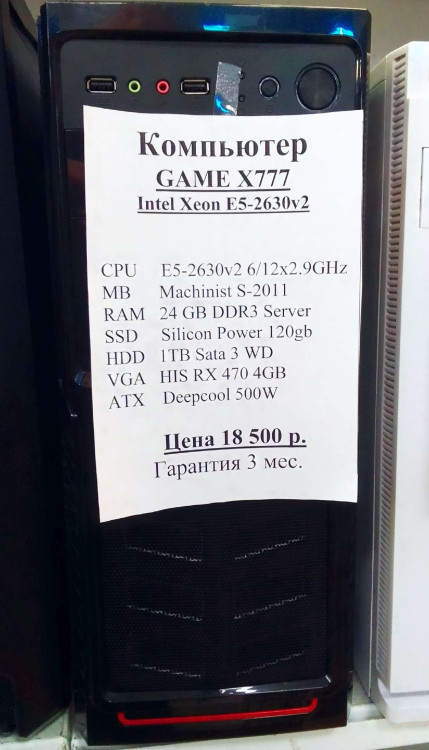 Компьютер
GAME X777
Intel Xeon E5-2630v2
CPU E5-2630v2 6/12x2.9GHz
MB Machinist S-2011
RAM 24 GB DDR3 Server
SSD Silicon Power 120gb
HDD 1TB Sata 3 WD
VGA HIS RX 470 4GB
ATX Deepcool 500W
Цена 18 500 р.
Гарантия 3 мес.